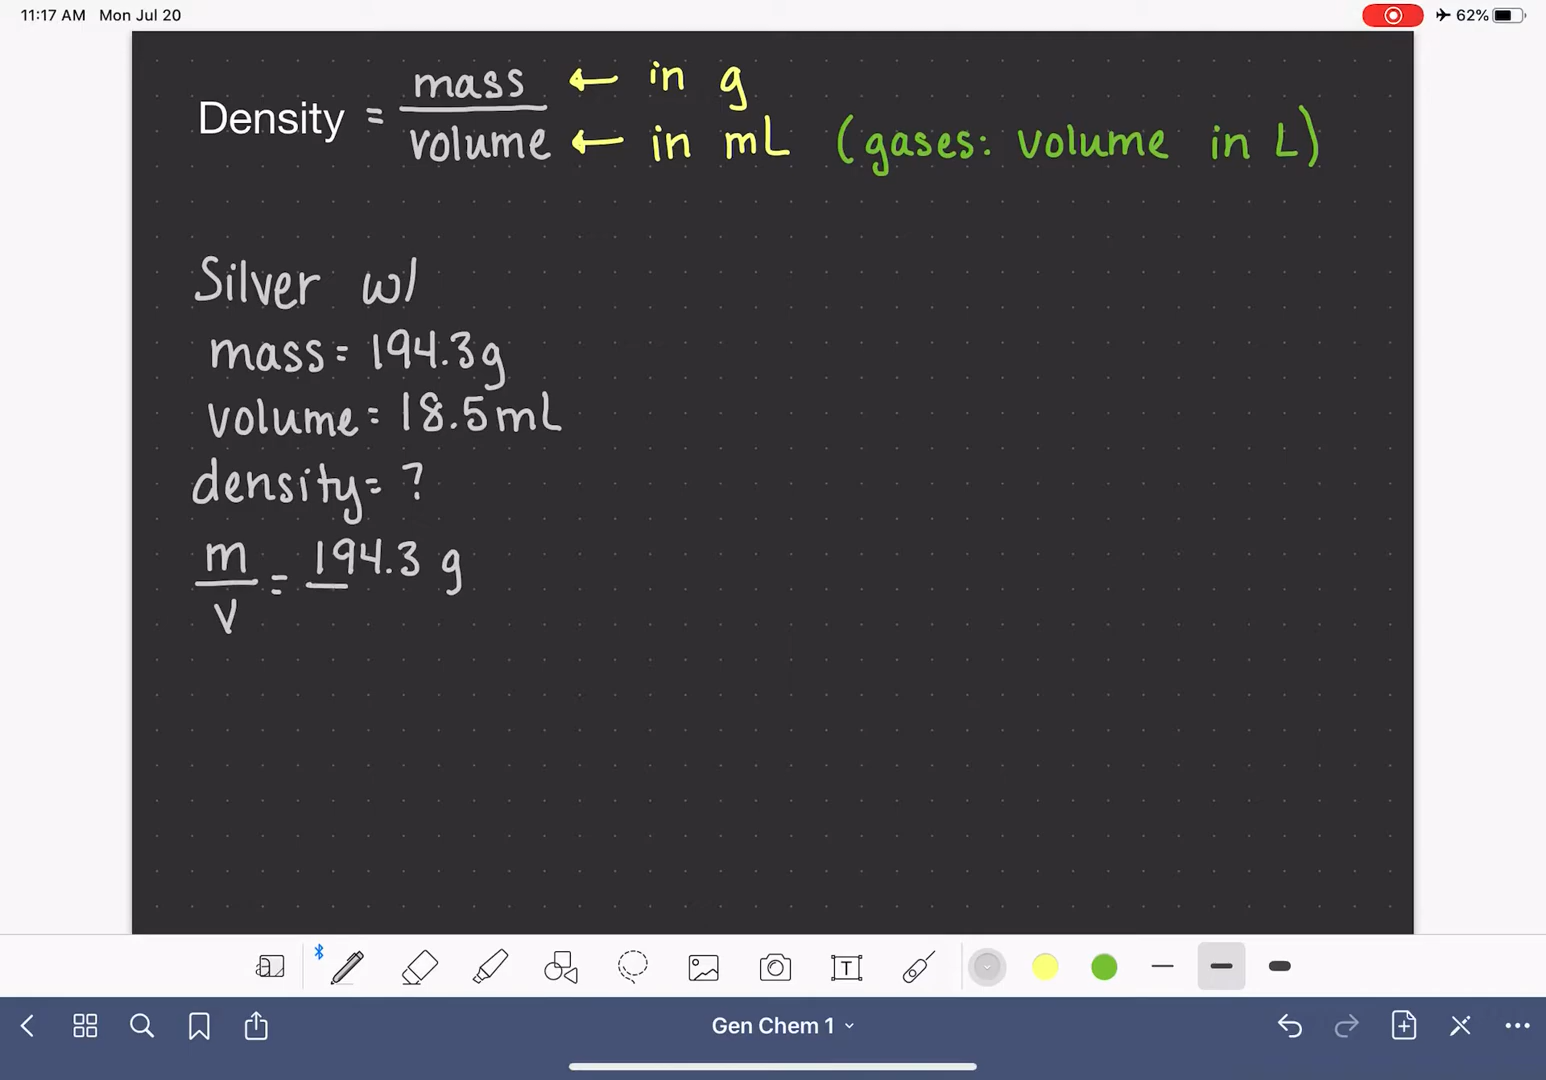 11:17 AM Mon Jul 20
62%
Density = mass ← in g
volume ← in mL (gases: volume in L)
Silver w/
mass = 194.3g
volume = 18.5mL
density = ?
m = 194.3 g
v
T
Gen Chem 1